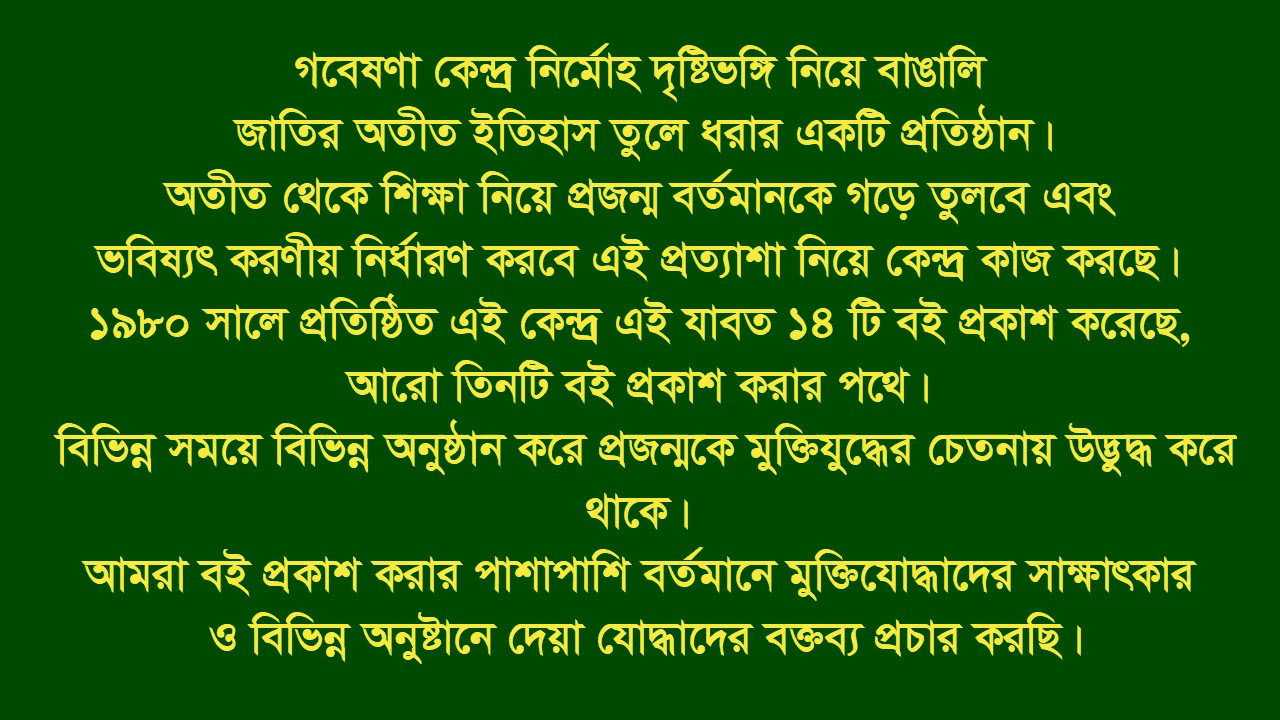 গবেষণা কেন্দ্র নির্মোহ দৃষ্টিভঙ্গি নিয়ে বাঙালি
জাতির অতীত ইতিহাস তুলে ধরার একটি প্রতিষ্ঠান।
অতীত থেকে শিক্ষা নিয়ে প্রজন্ম বর্তমানকে গড়ে তুলবে এবং
ভবিষ্যৎ করণীয় নির্ধারণ করবে এই প্রত্যাশা নিয়ে কেন্দ্র কাজ করছে।
১৯৮০ সালে প্রতিষ্ঠিত এই কেন্দ্র এই যাবত ১৪ টি বই প্রকাশ করেছে,
আরো তিনটি বই প্রকাশ করার পথে।
বিভিন্ন সময়ে বিভিন্ন অনুষ্ঠান করে প্রজন্মকে মুক্তিযুদ্ধের চেতনায় উদ্ভুদ্ধ করে
থাকে।
আমরা বই প্রকাশ করার পাশাপাশি বর্তমানে মুক্তিযোদ্ধাদের সাক্ষাৎকার
ও বিভিন্ন অনুষ্টানে দেয়া যোদ্ধাদের বক্তব্য প্রচার করছি।